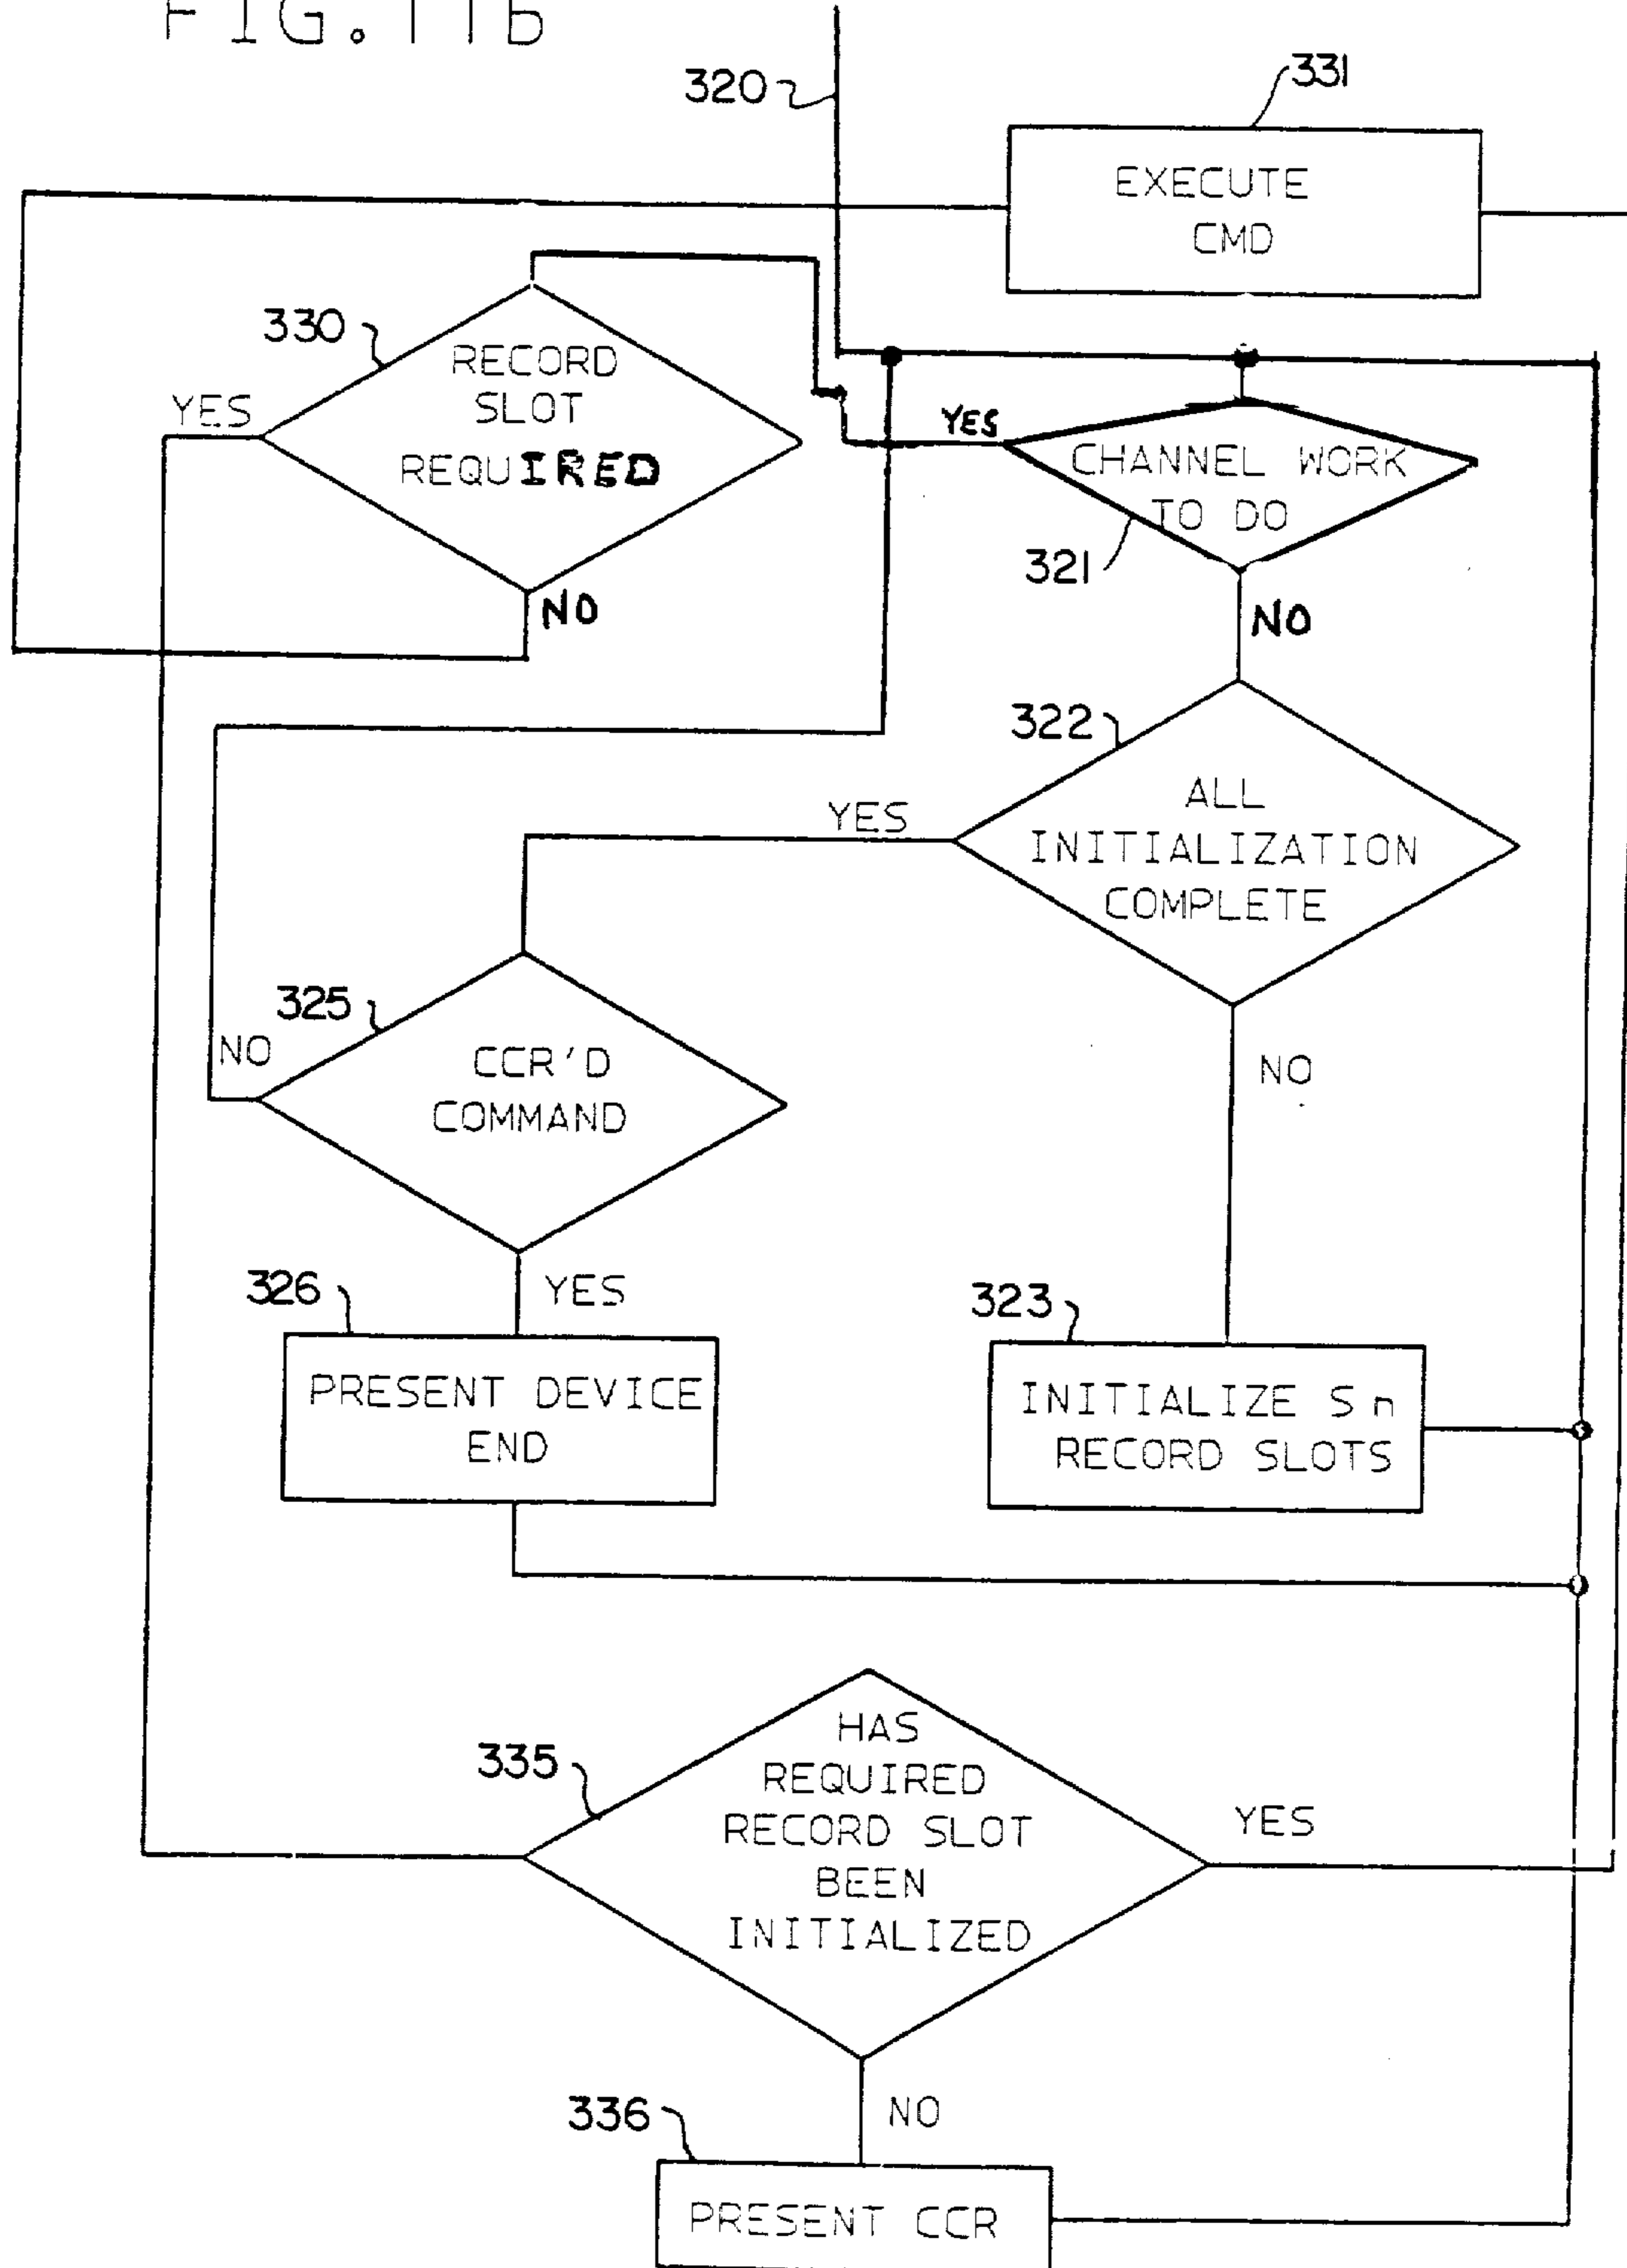 FIG. 11b
320
331
EXECUTE
CMD
330
RECORD
SLOT
REQUIRED
YES
NO
YES
CHANNEL WORK
TO DO
321
NO
322
ALL
INITIALIZATION
COMPLETE
YES
NO
325
CCR'D
COMMAND
NO
YES
326
PRESENT DEVICE
END
323
INITIALIZE Sn
RECORD SLOTS
335
HAS
REQUIRED
RECORD SLOT
BEEN
INITIALIZED
YES
NO
336
PRESENT CCR